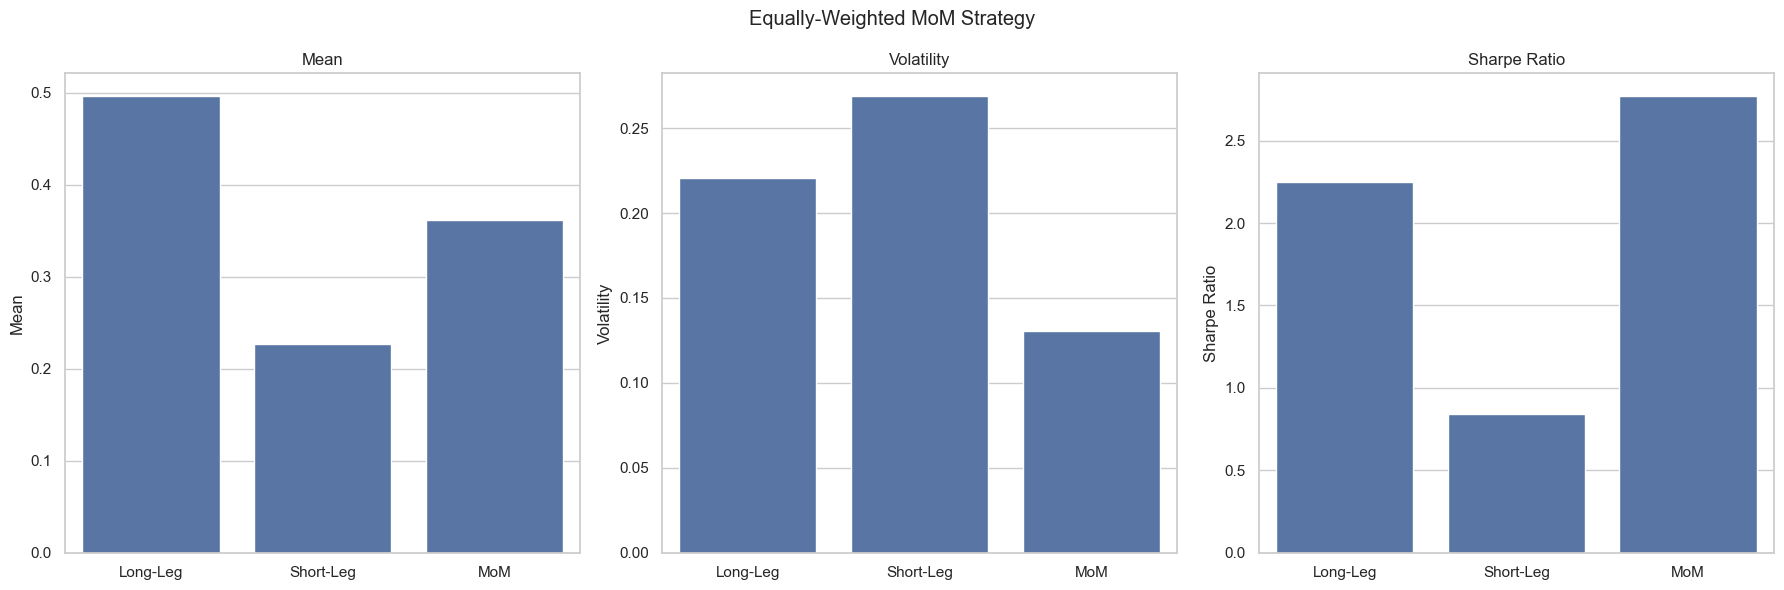 Equally-Weighted MoM Strategy
Mean
Mean
0.5
0.4
0.3
0.2
0.1
0.0
Long-Leg Short-Leg MoM
Volatility
Volatility
0.25
0.20
0.15
0.10
0.05
0.00
Long-Leg Short-Leg MoM
Sharpe Ratio
Sharpe Ratio
2.5
2.0
1.5
1.0
0.5
0.0
Long-Leg Short-Leg MoM